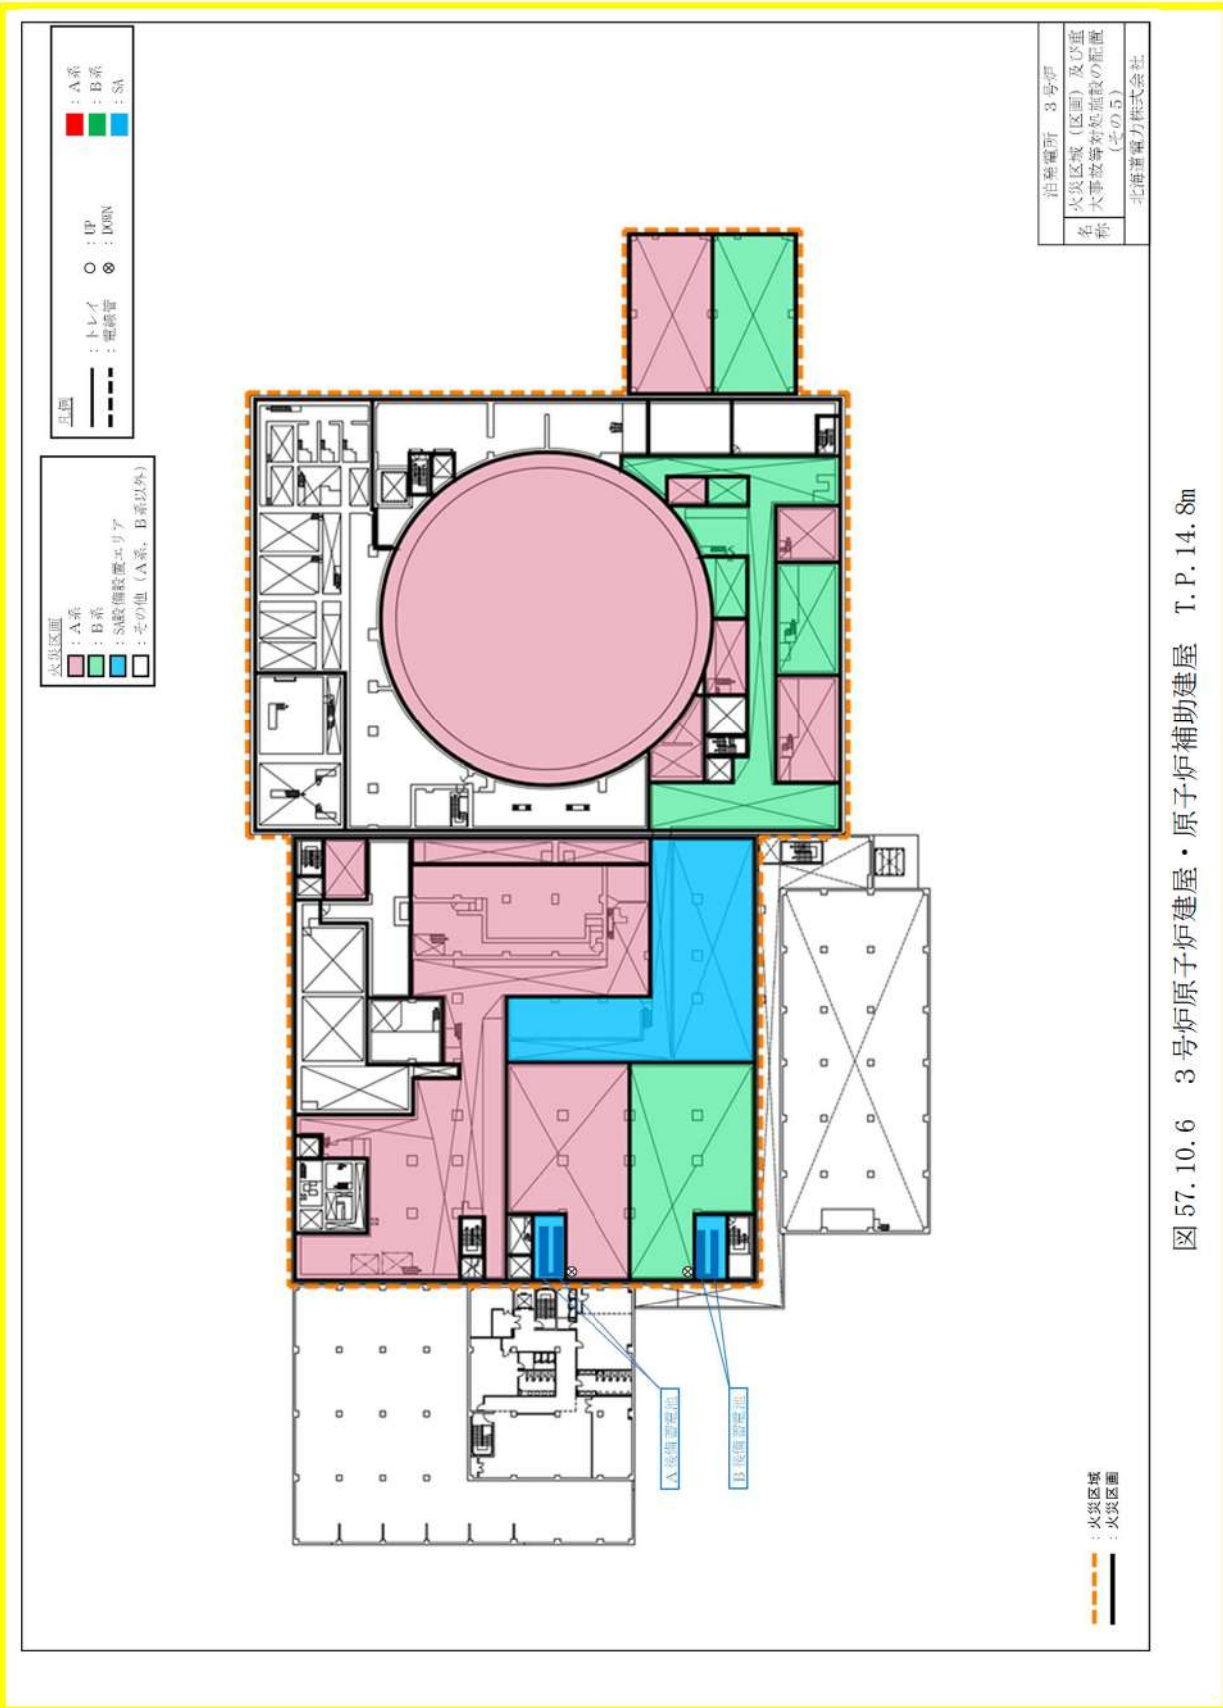 凡例
：トレイ
：電線管
○ ：UP
⊗ ：DOWN
：A系
：B系
：SA
火災区画
：A系
：B系
：SA設備設置エリア
：その他（A系，B系以外）
A後備蓄電池
B後備蓄電池
：火災区域
：火災区画
泊発電所　3号炉
名称
火災区域（区画）及び重
大事故等対処施設の配置
（その5）
北海道電力株式会社
図 57.10.6　3号炉原子炉建屋・原子炉補助建屋　T.P.14.8m